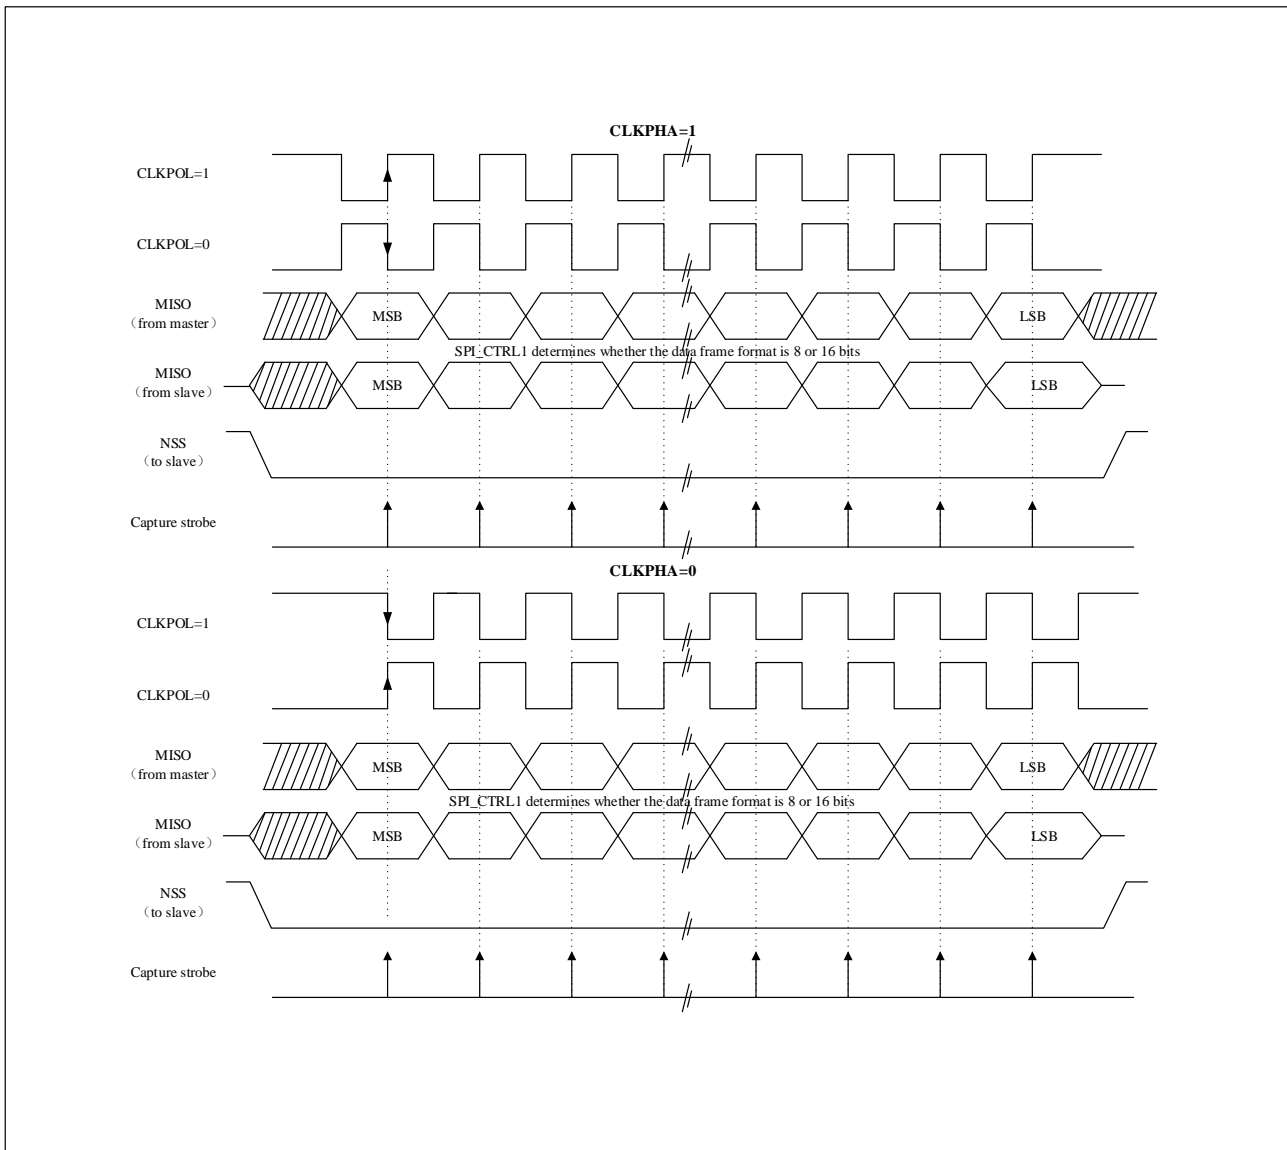 CLKPHA=1
CLKPOL=1
CLKPOL=0
MISO
（from master）
MSB
LSB
SPI_CTRL1 determines whether the data frame format is 8 or 16 bits
MISO
（from slave）
MSB
LSB
NSS
（to slave）
Capture strobe
CLKPHA=0
CLKPOL=1
CLKPOL=0
MISO
（from master）
MSB
LSB
SPI_CTRL1 determines whether the data frame format is 8 or 16 bits
MISO
（from slave）
MSB
LSB
NSS
（to slave）
Capture strobe